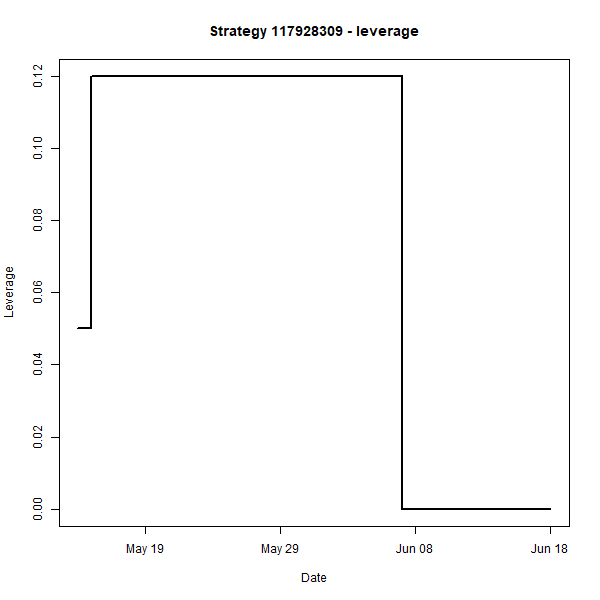 Strategy 117928309 - leverage
Leverage
0.12
0.10
0.08
0.06
0.04
0.02
0.00
May 19
May 29
Jun 08
Jun 18
Date